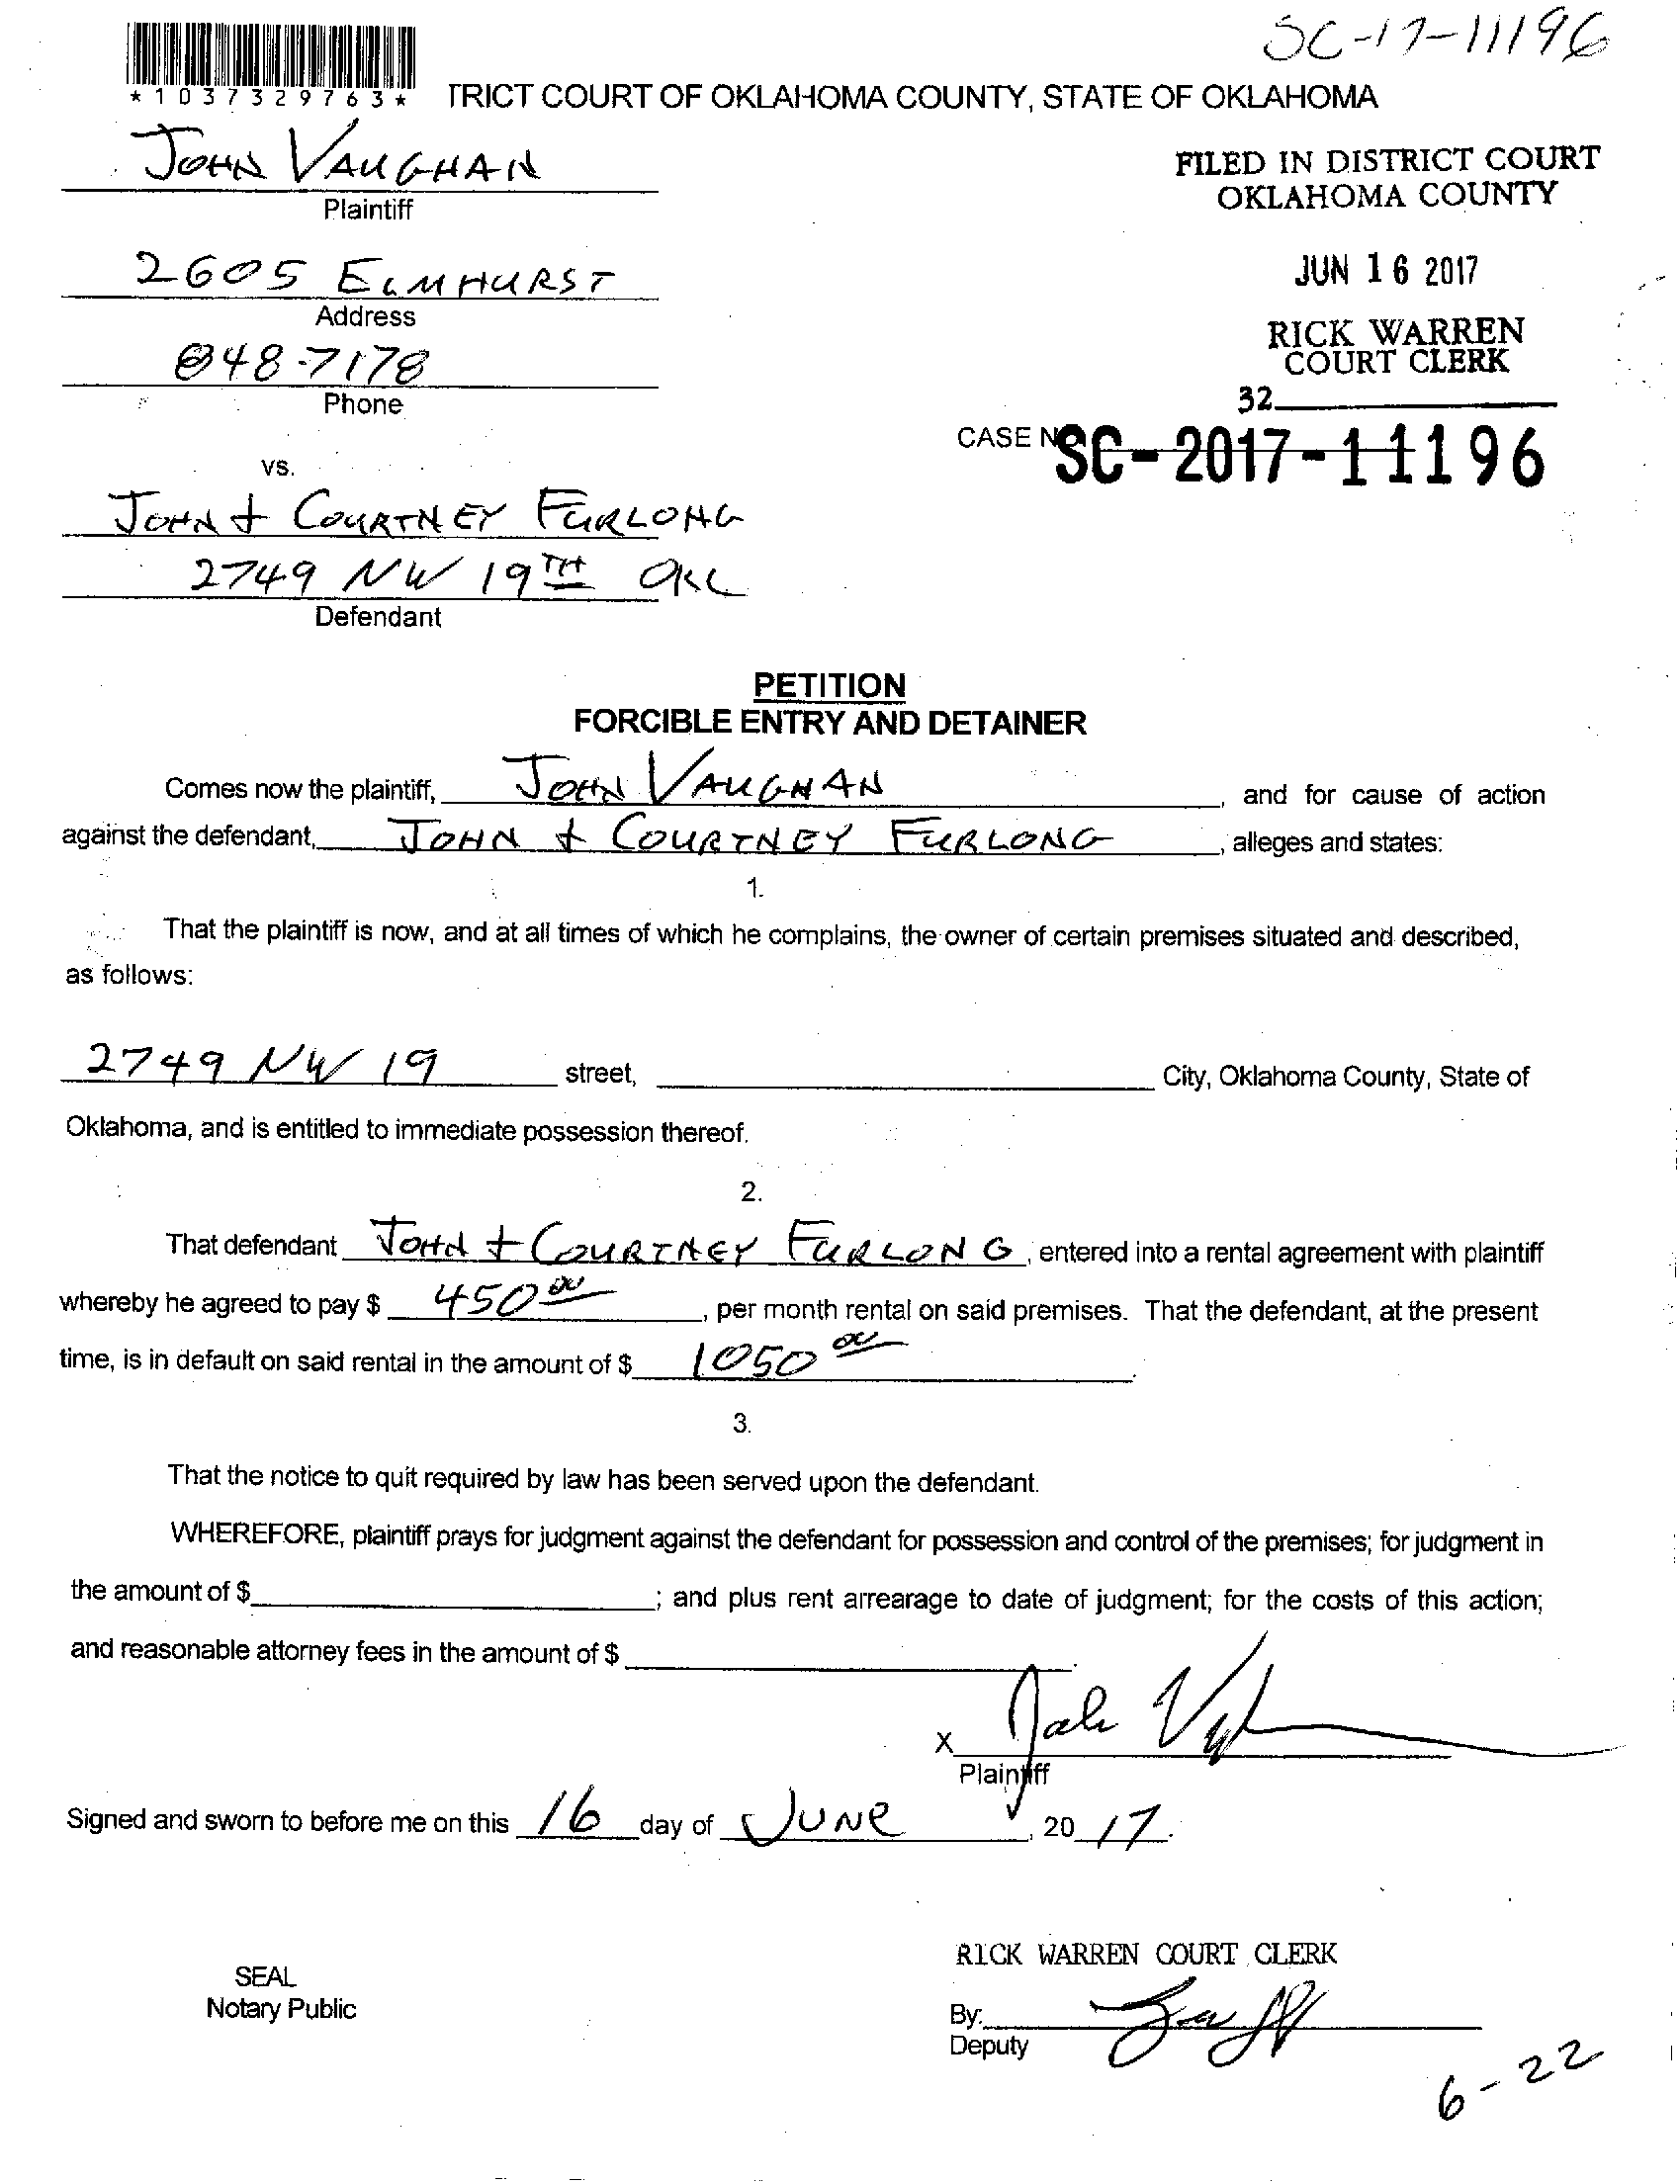 SC-17-11196
*1037329763*
TRICT COURT OF OKLAHOMA COUNTY, STATE OF OKLAHOMA
JOHN VAUGHAN
Plaintiff
FILED IN DISTRICT COURT
OKLAHOMA COUNTY
2605 ELMHURST
Address
JUN 16 2017
848-7178
Phone
RICK WARREN
COURT CLERK
32
CASE N SC-2017-11196
vs.
JOHN + COURTNEY FURLONG
2749 NW 19TH OKC
Defendant
PETITION
FORCIBLE ENTRY AND DETAINER
Comes now the plaintiff, JOHN VAUGHAN, and for cause of action
against the defendant, JOHN + COURTNEY FURLONG, alleges and states:
1.
That the plaintiff is now, and at all times of which he complains, the owner of certain premises situated and described,
as follows:
2749 NW 19 street, City, Oklahoma County, State of
Oklahoma, and is entitled to immediate possession thereof.
2.
That defendant JOHN + COURTNEY FURLONG, entered into a rental agreement with plaintiff
whereby he agreed to pay $ 450 00, per month rental on said premises. That the defendant, at the present
time, is in default on said rental in the amount of $ 1050 00.
3.
That the notice to quit required by law has been served upon the defendant.
WHEREFORE, plaintiff prays for judgment against the defendant for possession and control of the premises; for judgment in
the amount of $ ; and plus rent arrearage to date of judgment; for the costs of this action;
and reasonable attorney fees in the amount of $
X
Plaintiff
Signed and sworn to before me on this 16 day of JUNE, 20 17.
RICK WARREN COURT CLERK
SEAL
Notary Public
By:
Deputy
6-22